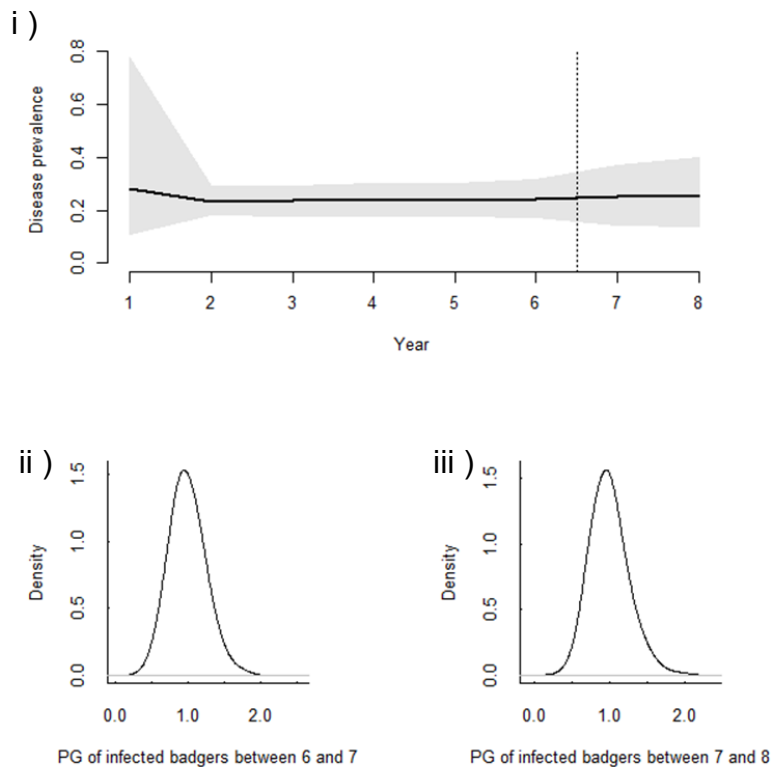 i )
Disease prevalence
0.0 0.2 0.4 0.6 0.8
1 2 3 4 5 6 7 8
Year
ii )
Density
0.0 0.5 1.0 1.5
0.0 1.0 2.0
PG of infected badgers between 6 and 7
iii )
Density
0.0 0.5 1.0 1.5
0.0 1.0 2.0
PG of infected badgers between 7 and 8